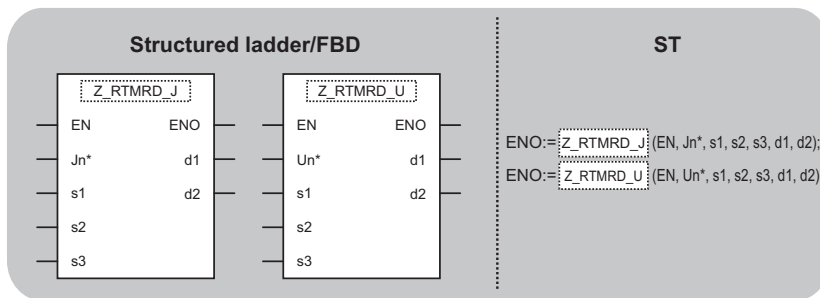 Structured ladder/FBD
ST
Z_RTMRD_J
EN ENO
Jn* d1
s1 d2
s2
s3
Z_RTMRD_U
EN ENO
Un* d1
s1 d2
s2
s3
ENO:= Z_RTMRD_J (EN, Jn*, s1, s2, s3, d1, d2);
ENO:= Z_RTMRD_U (EN, Un*, s1, s2, s3, d1, d2)